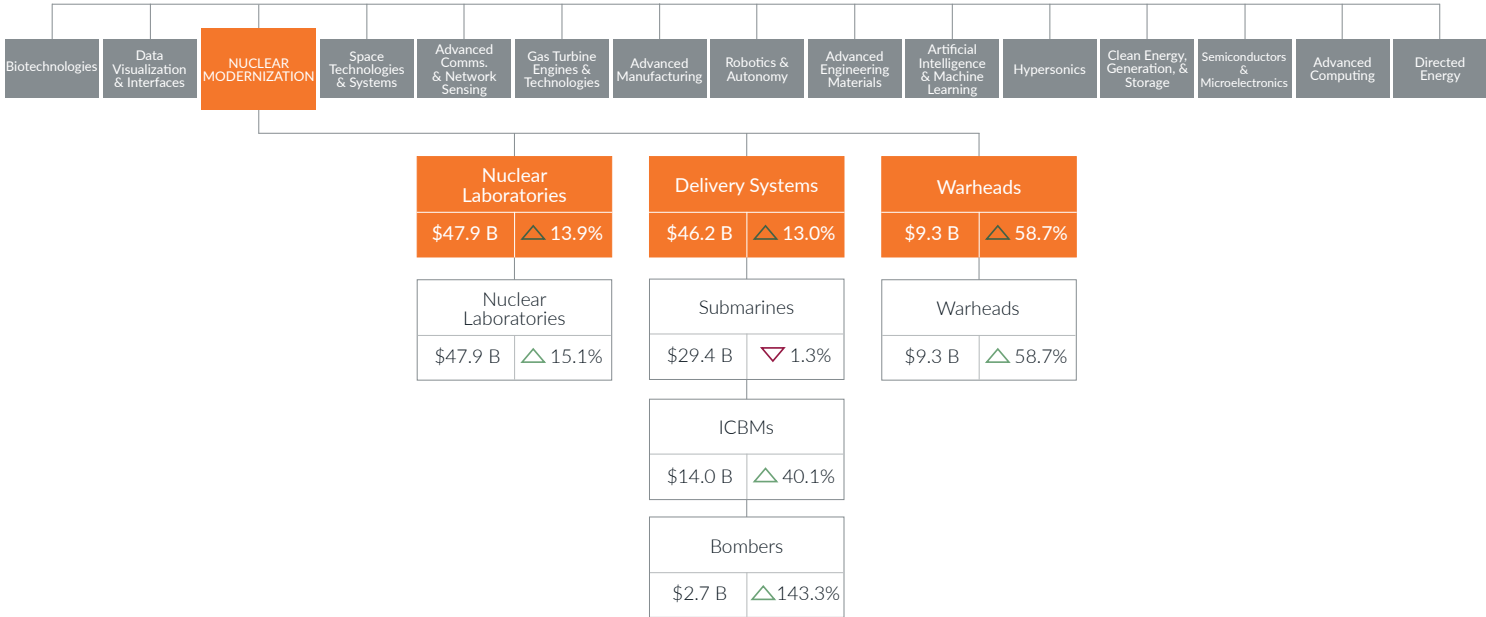 Biotechnologies
Data
Visualization
& Interfaces
NUCLEAR
MODERNIZATION
Space
Technologies
& Systems
Advanced
Comms.
& Network
Sensing
Gas Turbine
Engines &
Technologies
Advanced
Manufacturing
Robotics &
Autonomy
Advanced
Engineering
Materials
Artificial
Intelligence
& Machine
Learning
Hypersonics
Clean Energy,
Generation, &
Storage
Semiconductors
&
Microelectronics
Advanced
Computing
Directed
Energy
Nuclear
Laboratories
$47.9 B 13.9%
Delivery Systems
$46.2 B 13.0%
Warheads
$9.3 B 58.7%
Nuclear
Laboratories
$47.9 B 15.1%
Submarines
$29.4 B 1.3%
Warheads
$9.3 B 58.7%
ICBMs
$14.0 B 40.1%
Bombers
$2.7 B 143.3%